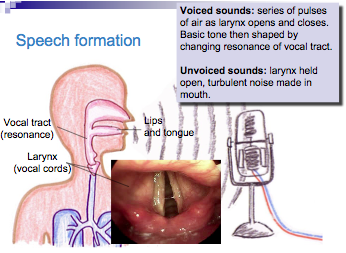 Speech formation
Voiced sounds: series of pulses
of air as larynx opens and closes.
Basic tone then shaped by
changing resonance of vocal tract.
Unvoiced sounds: larynx held
open, turbulent noise made in
mouth.
Vocal tract
(resonance)
Lips
and tongue
Larynx
(vocal cords)